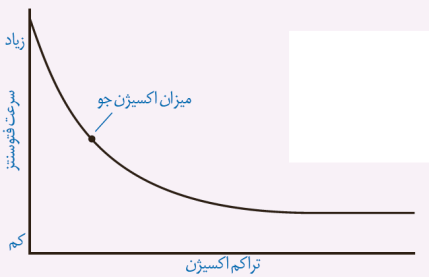 زیاد
میزان اکسیژن جو
سرعت فتوسنتز
کم
تراکم اکسیژن